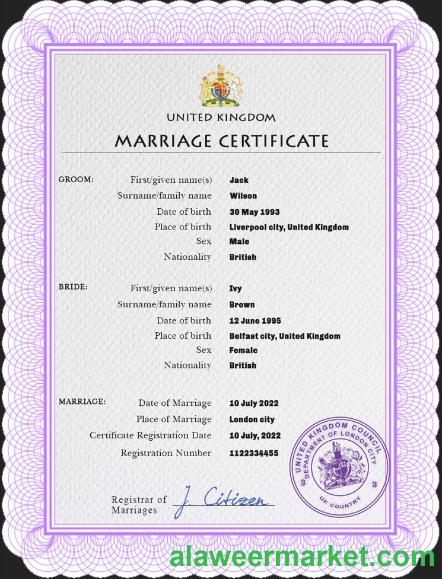 UNITED KINGDOM
MARRIAGE CERTIFICATE
GROOM: First/given name(s) Jack
Surname/family name Wilson
Date of birth 30 May 1993
Place of birth Liverpool city, United Kingdom
Sex Male
Nationality British
BRIDE: First/given name(s) Ivy
Surname/family name Brown
Date of birth 12 June 1995
Place of birth Belfast city, United Kingdom
Sex Female
Nationality British
MARRIAGE: Date of Marriage 10 July 2022
Place of Marriage London city
Certificate Registration Date 10 July, 2022
Registration Number 1122334455
UNITED KINGDOM COUNCIL
DEPARTMENT OF LONDON CITY
3 3
UK COUNTRY
Registrar of
Marriages
J. Citizen
alaweermarket.com